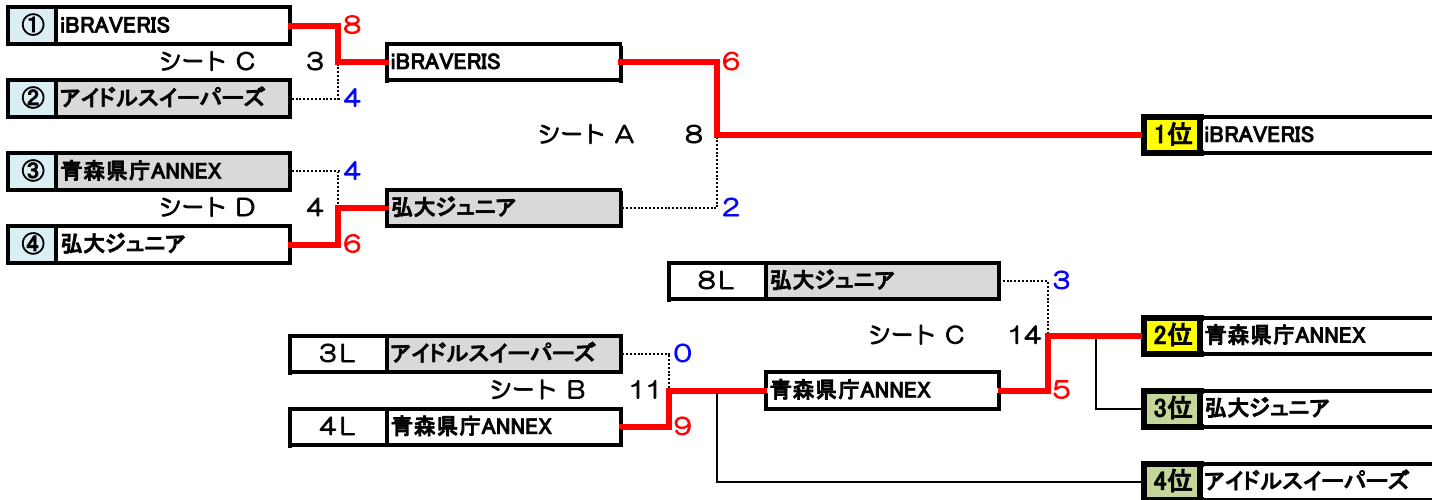 ① iBRAVERIS 8
シート C 3 iBRAVERIS 6
② アイドルスイーパーズ 4
シート A 8 1位 iBRAVERIS
③ 青森県庁ANNEX 4
シート D 4 弘大ジュニア 2
④ 弘大ジュニア 6
8L 弘大ジュニア 3
シート C 14 2位 青森県庁ANNEX
3L アイドルスイーパーズ 0
シート B 11 青森県庁ANNEX 5
3位 弘大ジュニア
4L 青森県庁ANNEX 9
4位 アイドルスイーパーズ